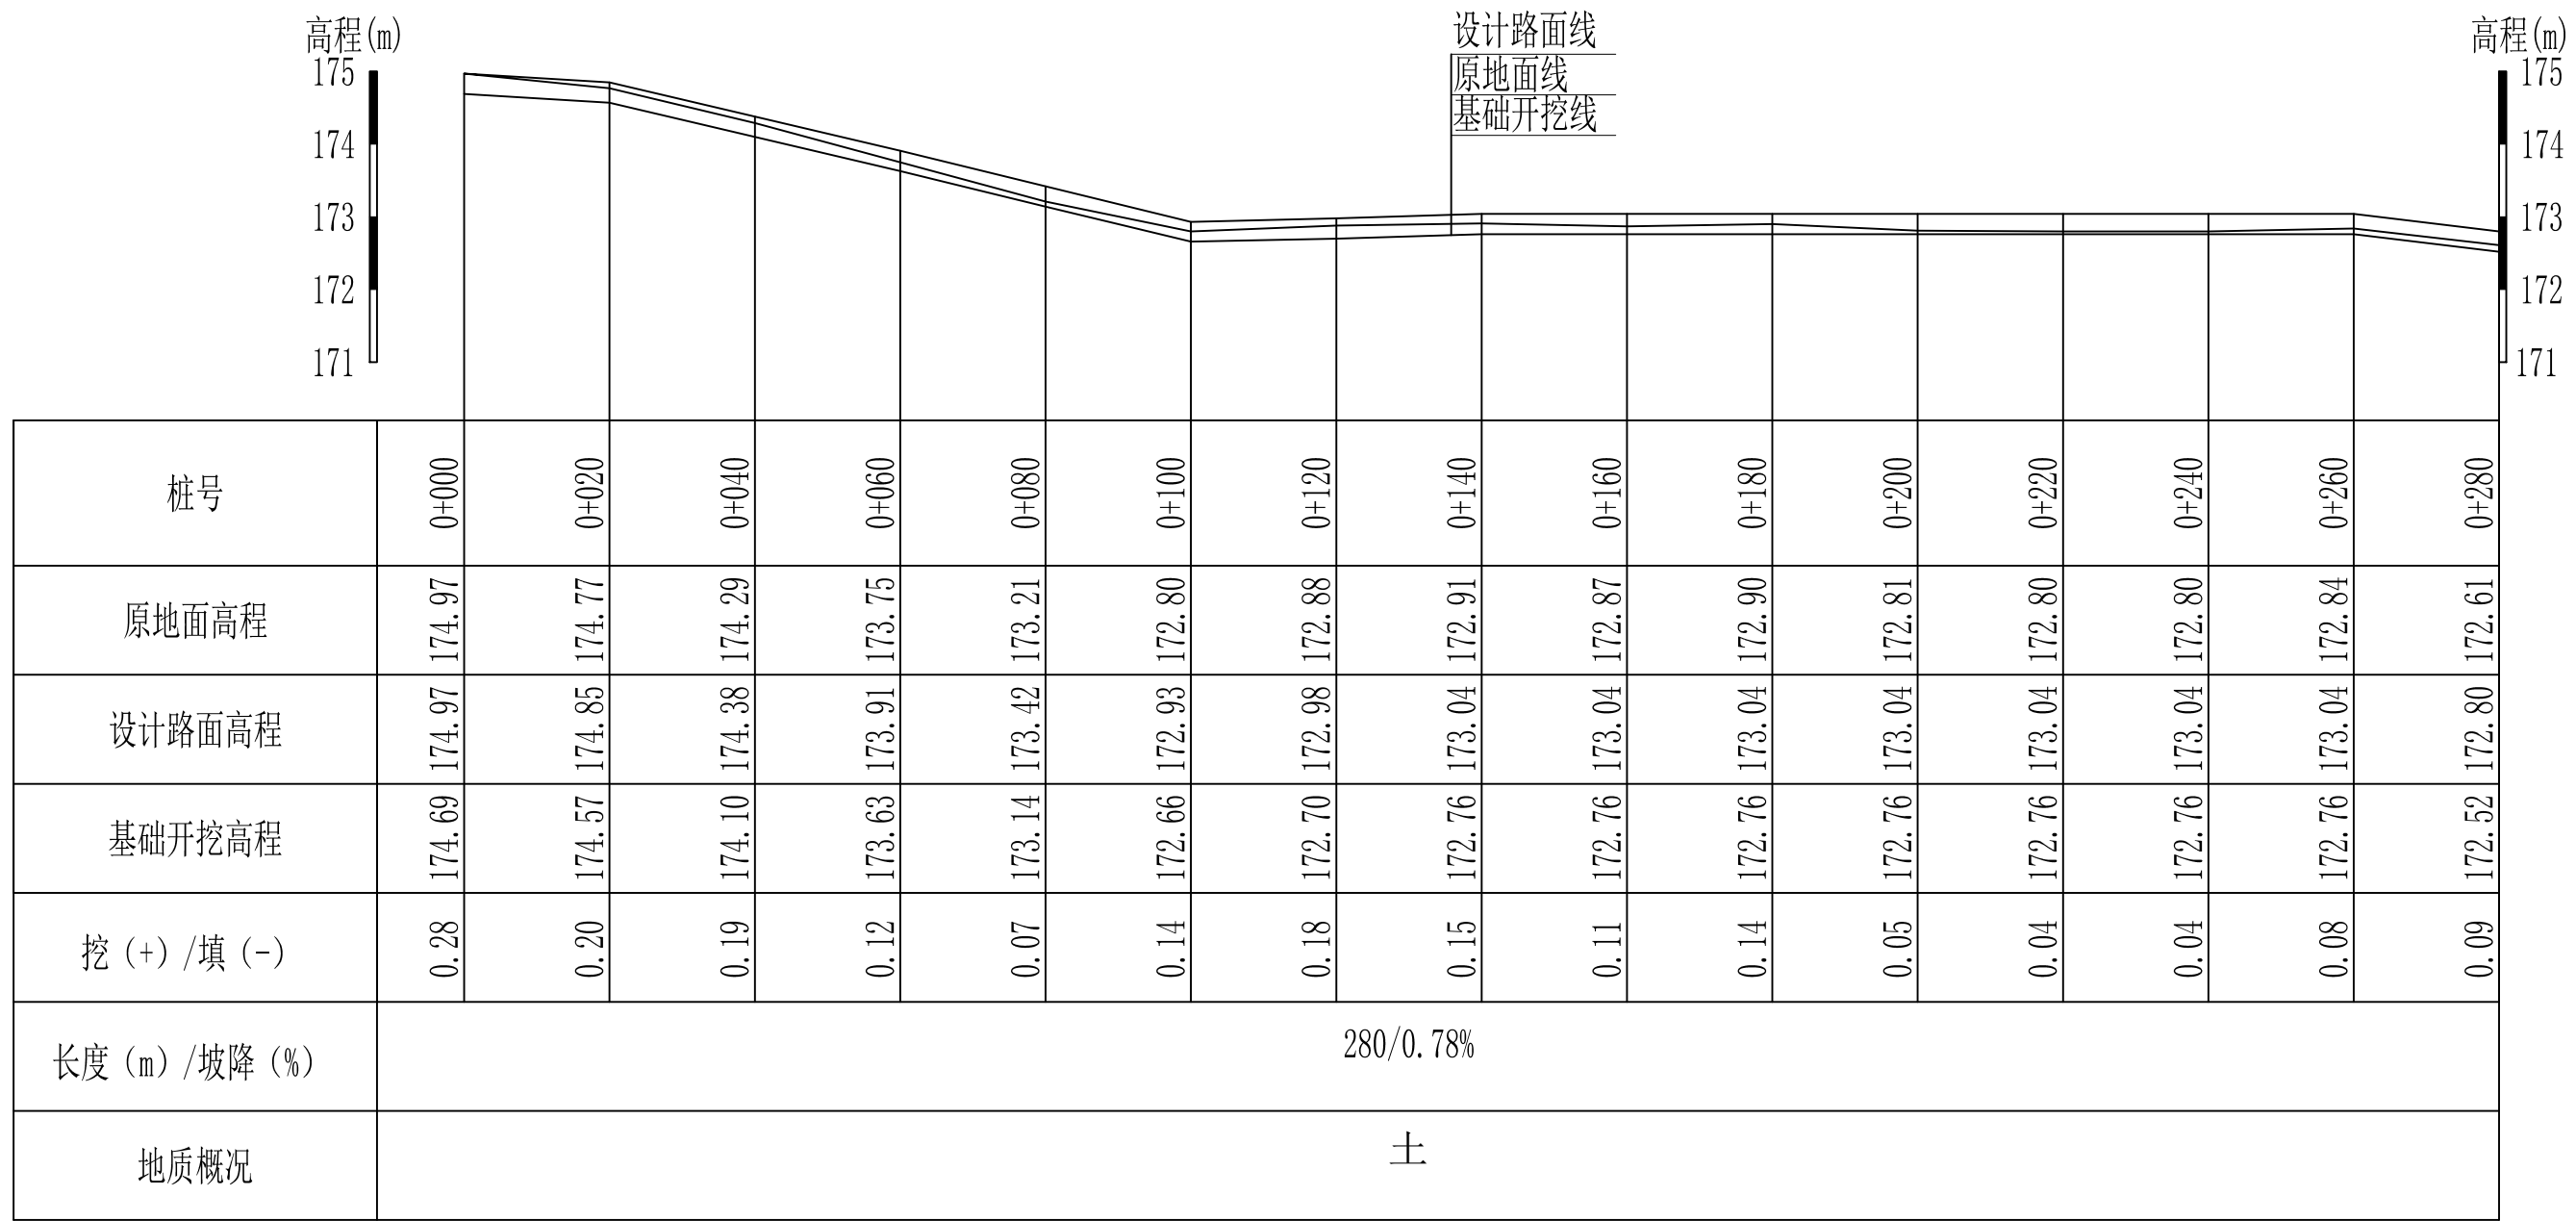 高程(m)
175
174
173
172
171
设计路面线
原地面线
基础开挖线
高程(m)
175
174
173
172
171
桩号 0+000 0+020 0+040 0+060 0+080 0+100 0+120 0+140 0+160 0+180 0+200 0+220 0+240 0+260 0+280
原地面高程 174.97 174.77 174.29 173.75 173.21 172.80 172.88 172.91 172.87 172.90 172.81 172.80 172.80 172.84 172.61
设计路面高程 174.97 174.85 174.38 173.91 173.42 172.93 172.98 173.04 173.04 173.04 173.04 173.04 173.04 173.04 172.80
基础开挖高程 174.69 174.57 174.10 173.63 173.14 172.66 172.70 172.76 172.76 172.76 172.76 172.76 172.76 172.76 172.52
挖(+)/填(-) 0.28 0.20 0.19 0.12 0.07 0.14 0.18 0.15 0.11 0.14 0.05 0.04 0.04 0.08 0.09
长度(m)/坡降(%) 280/0.78%
地质概况 土